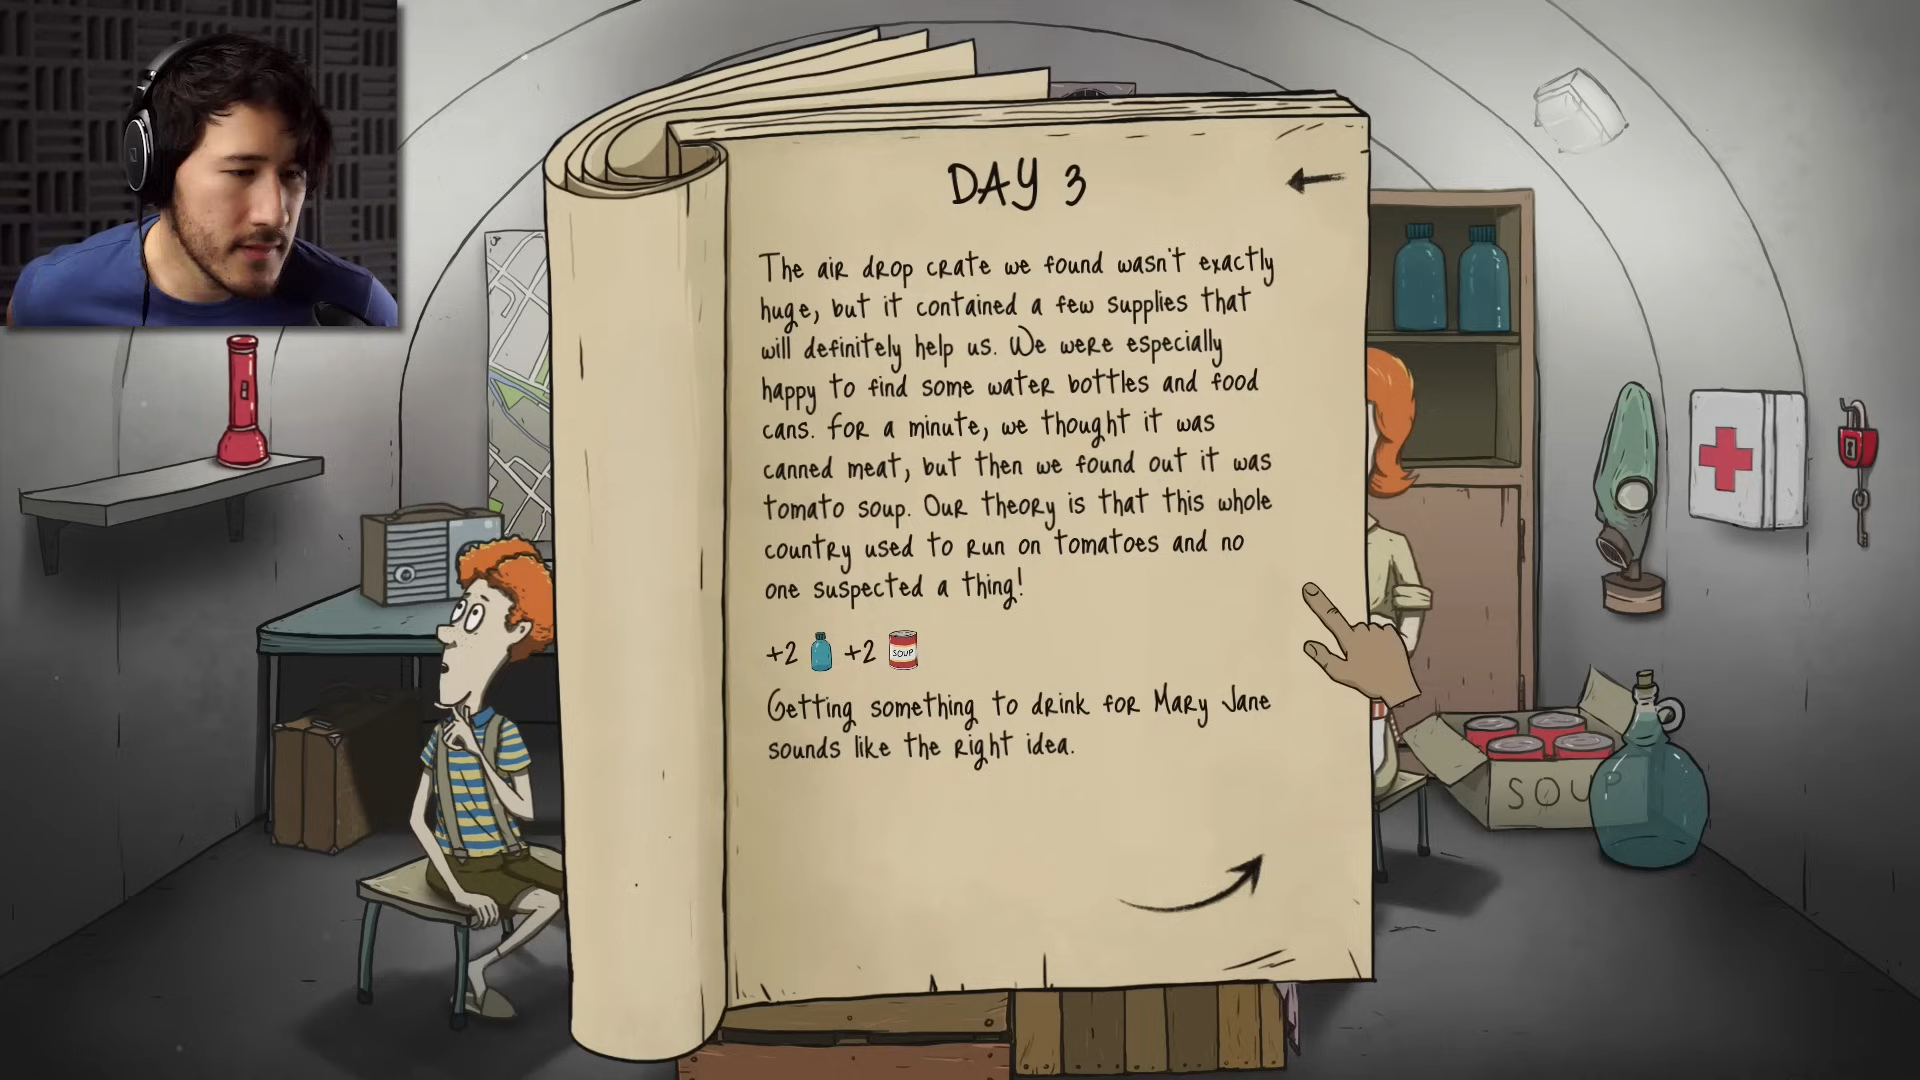 DAY 3
The air drop crate we found wasn't exactly
huge, but it contained a few supplies that
will definitely help us. We were especially
happy to find some water bottles and food
cans. For a minute, we thought it was
canned meat, but then we found out it was
tomato soup. Our theory is that this whole
country used to run on tomatoes and no
one suspected a thing!
+2 +2 SOUP
Getting something to drink for Mary Jane
sounds like the right idea.
SOU